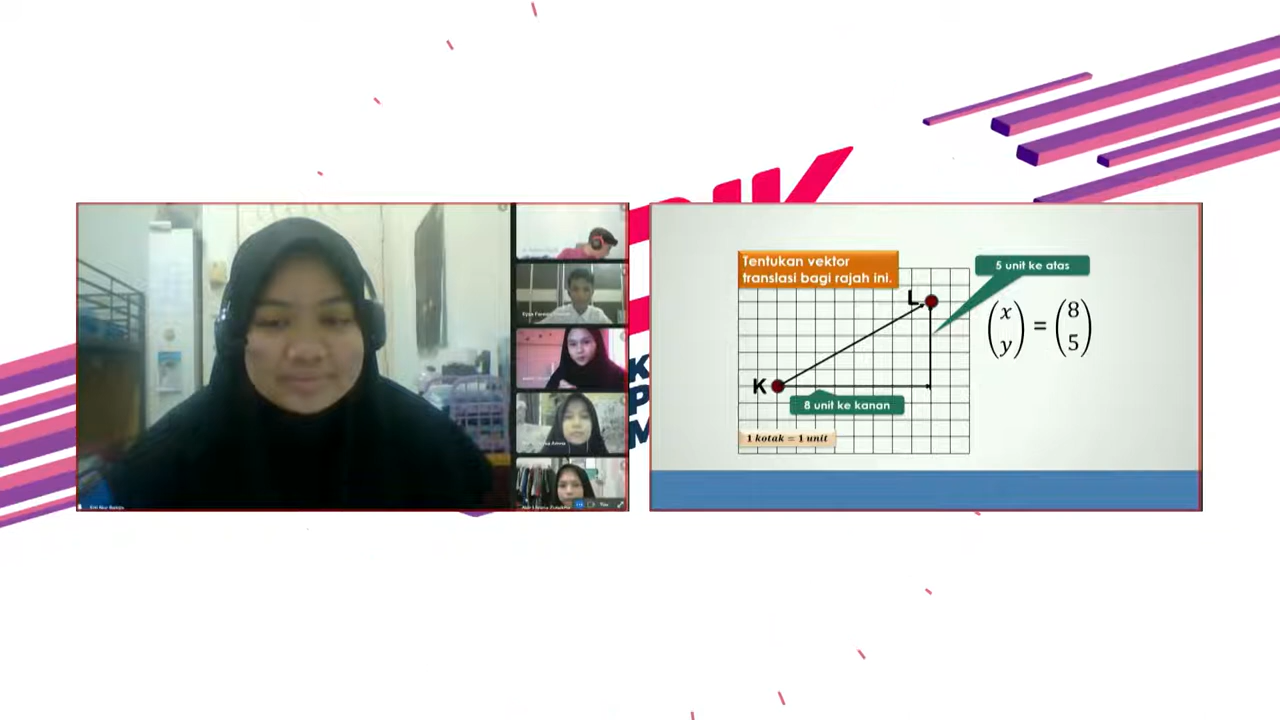 Tentukan vektor
translasi bagi rajah ini.
5 unit ke atas
L
(x y) = (8 5)
K
8 unit ke kanan
1 kotak = 1 unit
K
P
M